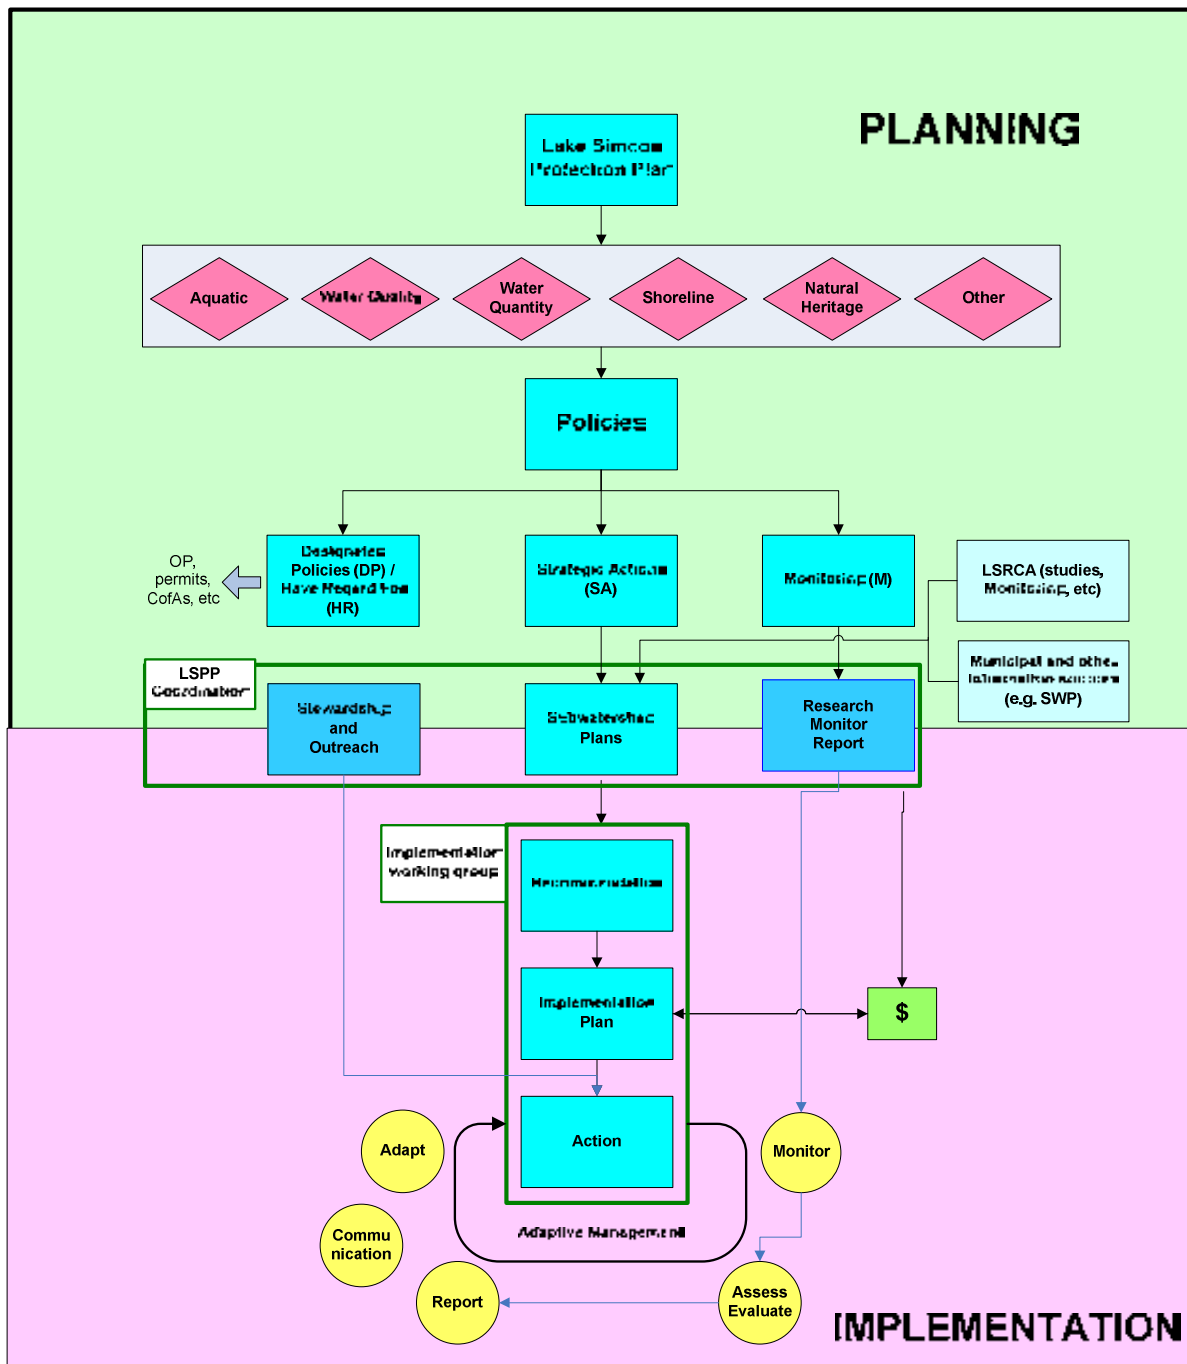 PLANNING
Lake Simcoe
Protection Plan
Aquatic
Water Quality
Water
Quantity
Shoreline
Natural
Heritage
Other
Policies
OP,
permits,
CofAs, etc
Designated
Policies (DP) /
Have Regard For
(HR)
Strategic Actions
(SA)
Monitoring (M)
LSRCA (studies,
Monitoring, etc)
Municipal and other
(e.g. SWP)
LSPP
Coordination
Stewardship
and
Outreach
Subwatershed
Plans
Research
Monitor
Report
Implementation
working group
Recommendation
Implementation
Plan
$
Action
Adapt
Monitor
Commu
nication
Adaptive Management
Report
Assess
Evaluate
IMPLEMENTATION